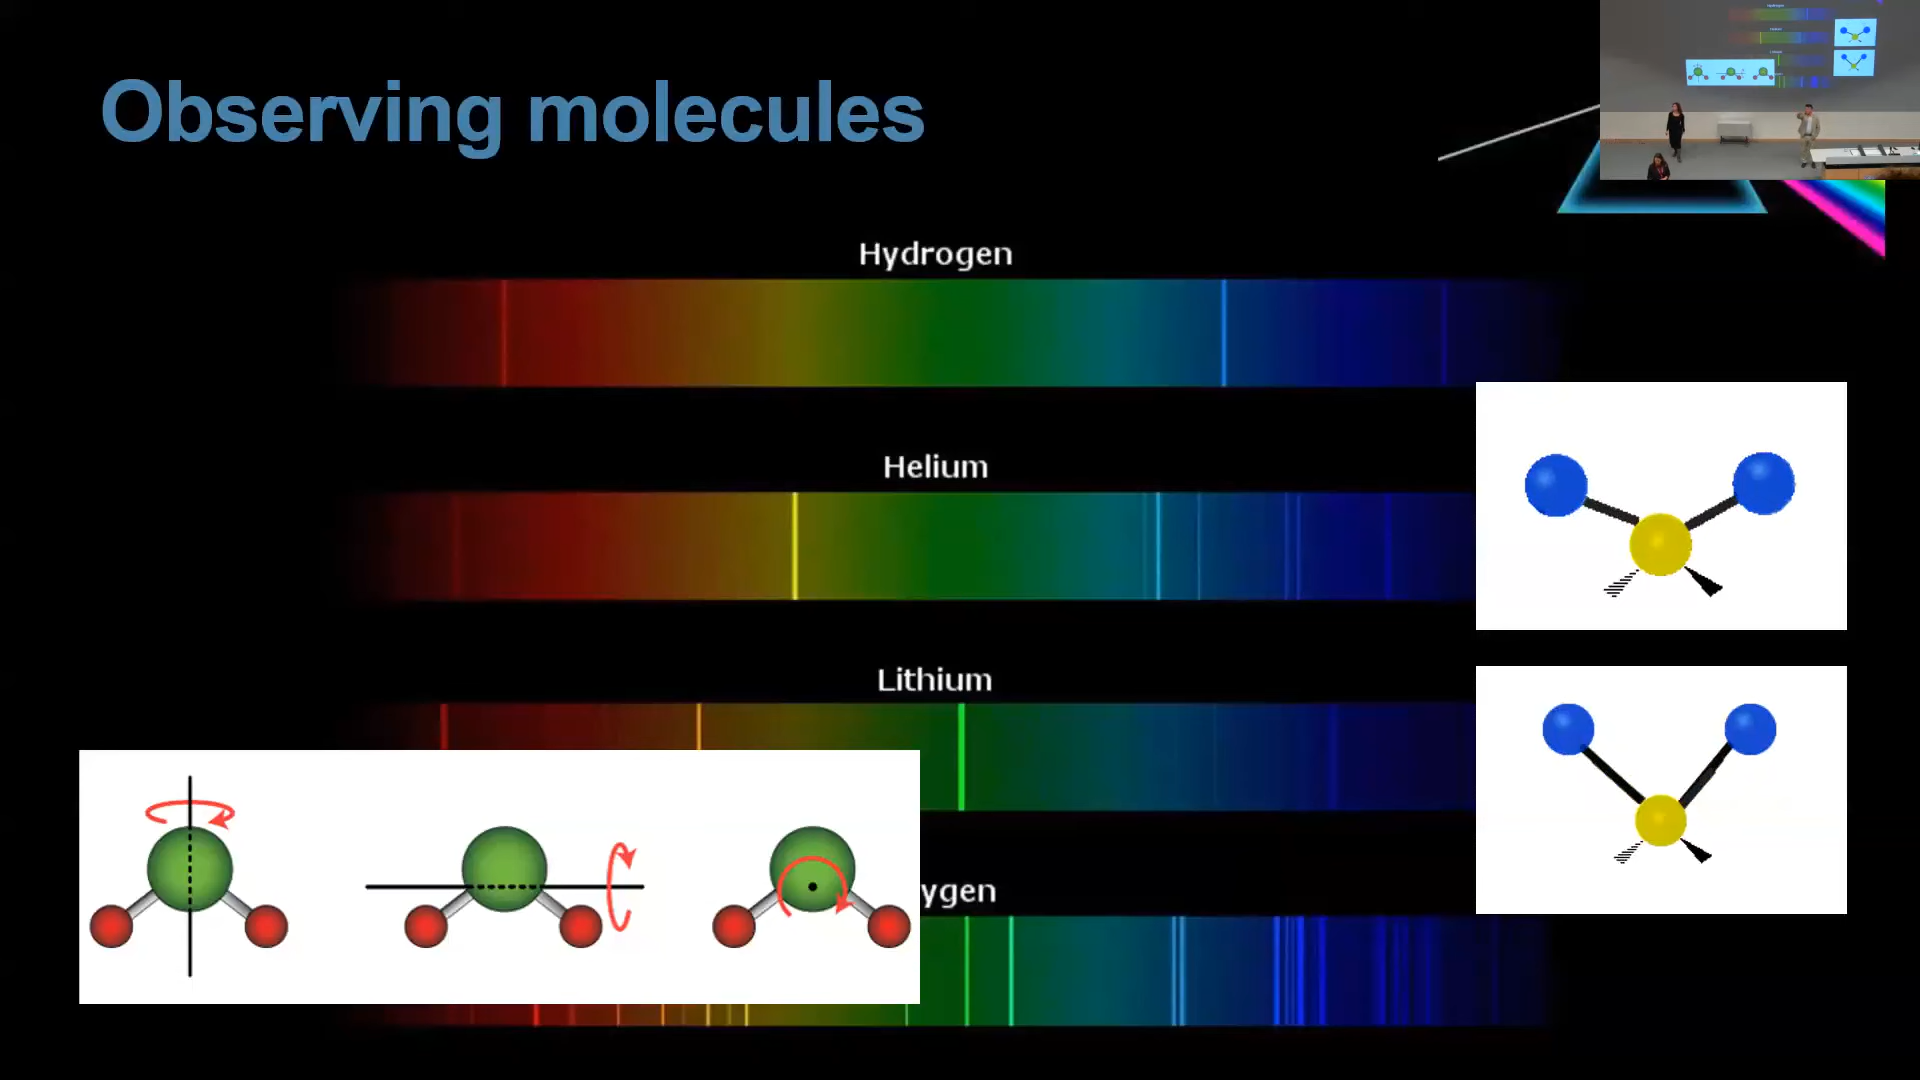 Observing molecules
Hydrogen
Helium
Lithium
ygen